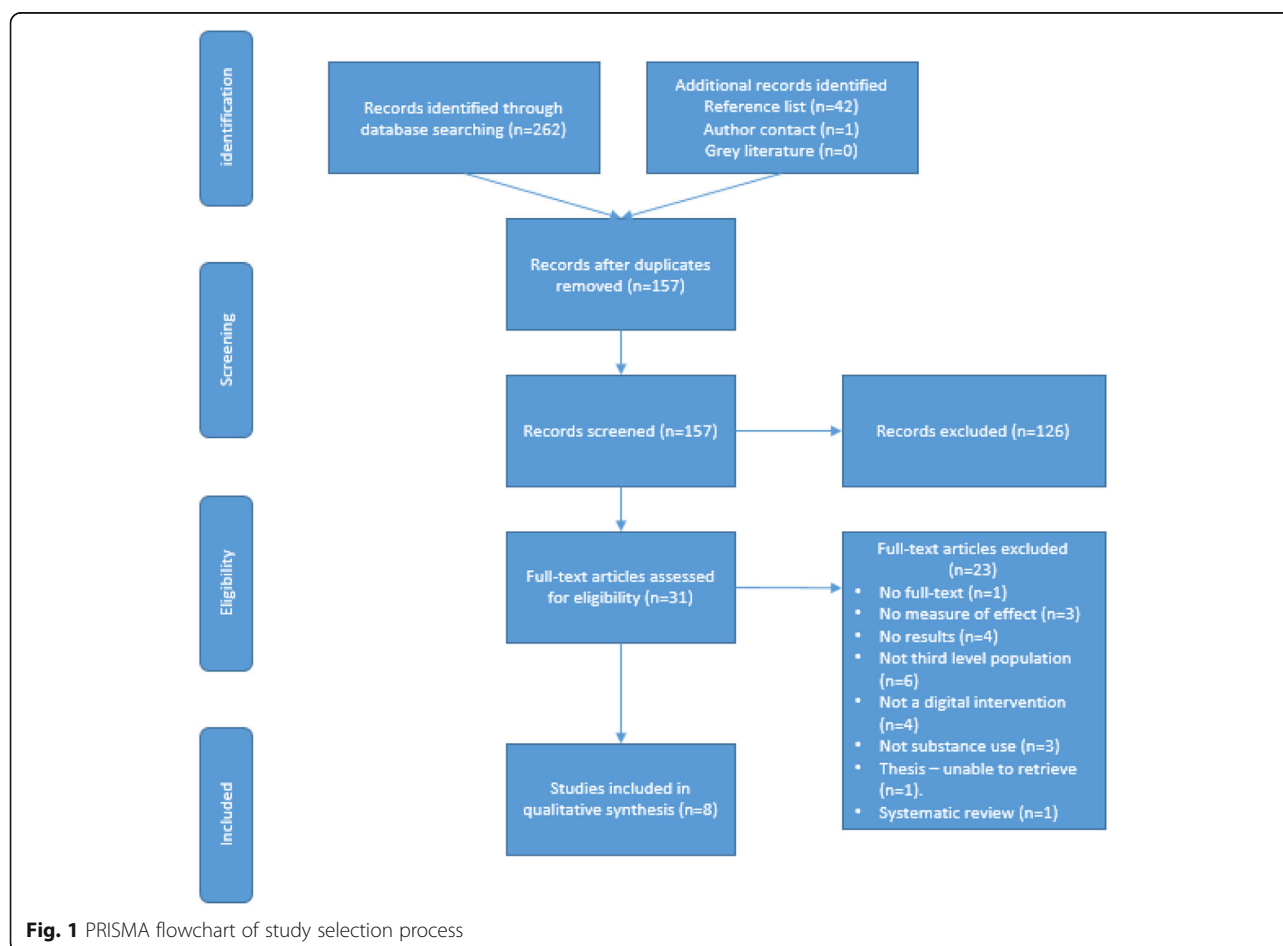 identification
Records identified through
database searching (n=262)
Additional records identified
Reference list (n=42)
Author contact (n=1)
Grey literature (n=0)
Screening
Records after duplicates
removed (n=157)
Records screened (n=157)
Records excluded (n=126)
Eligibility
Full-text articles assessed
for eligibility (n=31)
Full-text articles excluded
(n=23)
• No full-text (n=1)
• No measure of effect (n=3)
• No results (n=4)
• Not third level population
(n=6)
• Not a digital intervention
(n=4)
• Not substance use (n=3)
• Thesis – unable to retrieve
(n=1).
• Systematic review (n=1)
Included
Studies included in
qualitative synthesis (n=8)
Fig. 1 PRISMA flowchart of study selection process